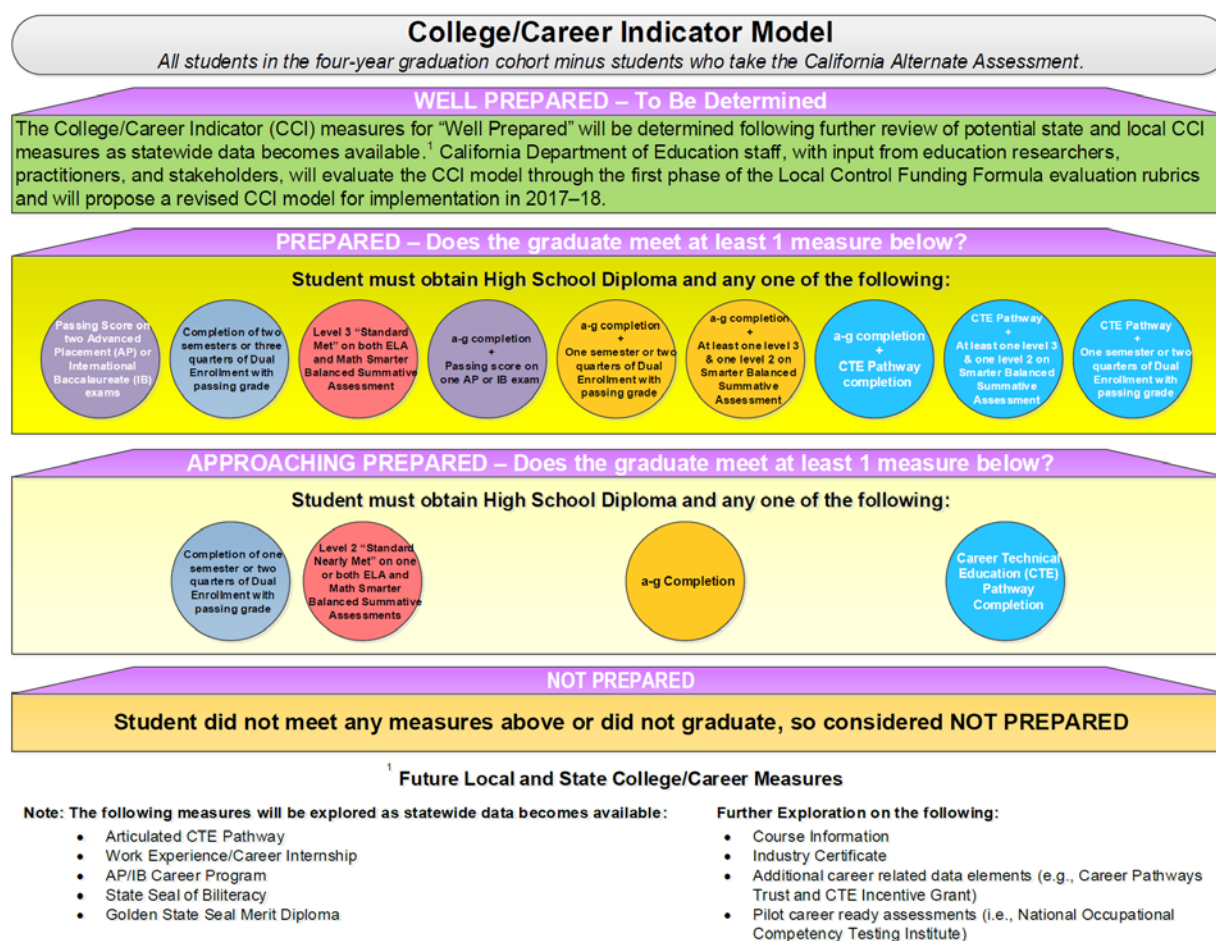 College/Career Indicator Model
All students in the four-year graduation cohort minus students who take the California Alternate Assessment.
WELL PREPARED – To Be Determined
The College/Career Indicator (CCI) measures for “Well Prepared” will be determined following further review of potential state and local CCI
measures as statewide data becomes available.1 California Department of Education staff, with input from education researchers,
practitioners, and stakeholders, will evaluate the CCI model through the first phase of the Local Control Funding Formula evaluation rubrics
and will propose a revised CCI model for implementation in 2017–18.
PREPARED – Does the graduate meet at least 1 measure below?
Student must obtain High School Diploma and any one of the following:
Passing Score on
two Advanced
Placement (AP) or
International
Baccalaureate (IB)
exams
Completion of two
semesters or three
quarters of Dual
Enrollment with
passing grade
Level 3 “Standard
Met” on both ELA
and Math Smarter
Balanced Summative
Assessment
a-g completion
+
Passing score on
one AP or IB exam
a-g completion
+
One semester or two
quarters of Dual
Enrollment with
passing grade
a-g completion
+
At least one level 3
& one level 2 on
Smarter Balanced
Summative
Assessment
a-g completion
+
CTE Pathway
completion
CTE Pathway
+
At least one level 3
& one level 2 on
Smarter Balanced
Summative
Assessment
CTE Pathway
+
One semester or two
quarters of Dual
Enrollment with
passing grade
APPROACHING PREPARED – Does the graduate meet at least 1 measure below?
Student must obtain High School Diploma and any one of the following:
Completion of one
semester or two
quarters of Dual
Enrollment with
passing grade
Level 2 “Standard
Nearly Met” on one
or both ELA and
Math Smarter
Balanced Summative
Assessments
a-g Completion
Career Technical
Education (CTE)
Pathway
Completion
NOT PREPARED
Student did not meet any measures above or did not graduate, so considered NOT PREPARED
1 Future Local and State College/Career Measures
Note: The following measures will be explored as statewide data becomes available:
• Articulated CTE Pathway
• Work Experience/Career Internship
• AP/IB Career Program
• State Seal of Biliteracy
• Golden State Seal Merit Diploma
Further Exploration on the following:
• Course Information
• Industry Certificate
• Additional career related data elements (e.g., Career Pathways
Trust and CTE Incentive Grant)
• Pilot career ready assessments (i.e., National Occupational
Competency Testing Institute)